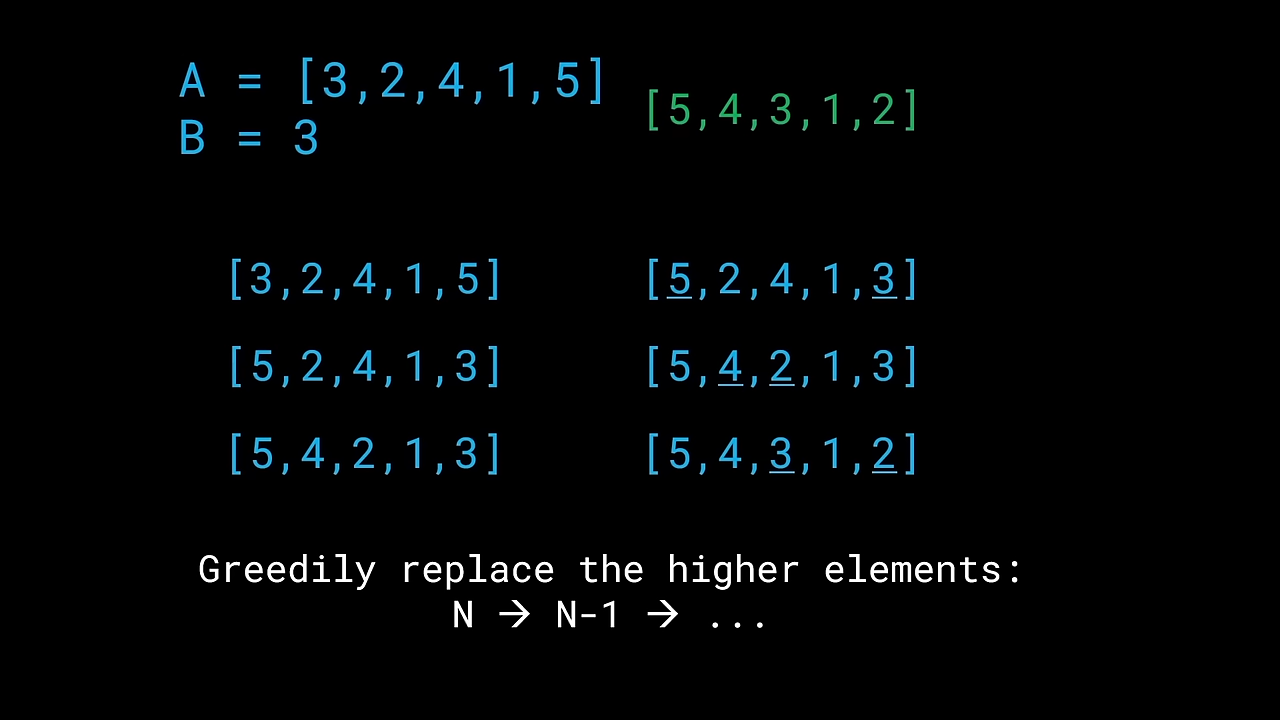 A = [3,2,4,1,5]
B = 3
[5,4,3,1,2]
[3,2,4,1,5]
[5,2,4,1,3]
[5,2,4,1,3]
[5,4,2,1,3]
[5,4,2,1,3]
[5,4,3,1,2]
Greedily replace the higher elements:
N → N-1 → ...